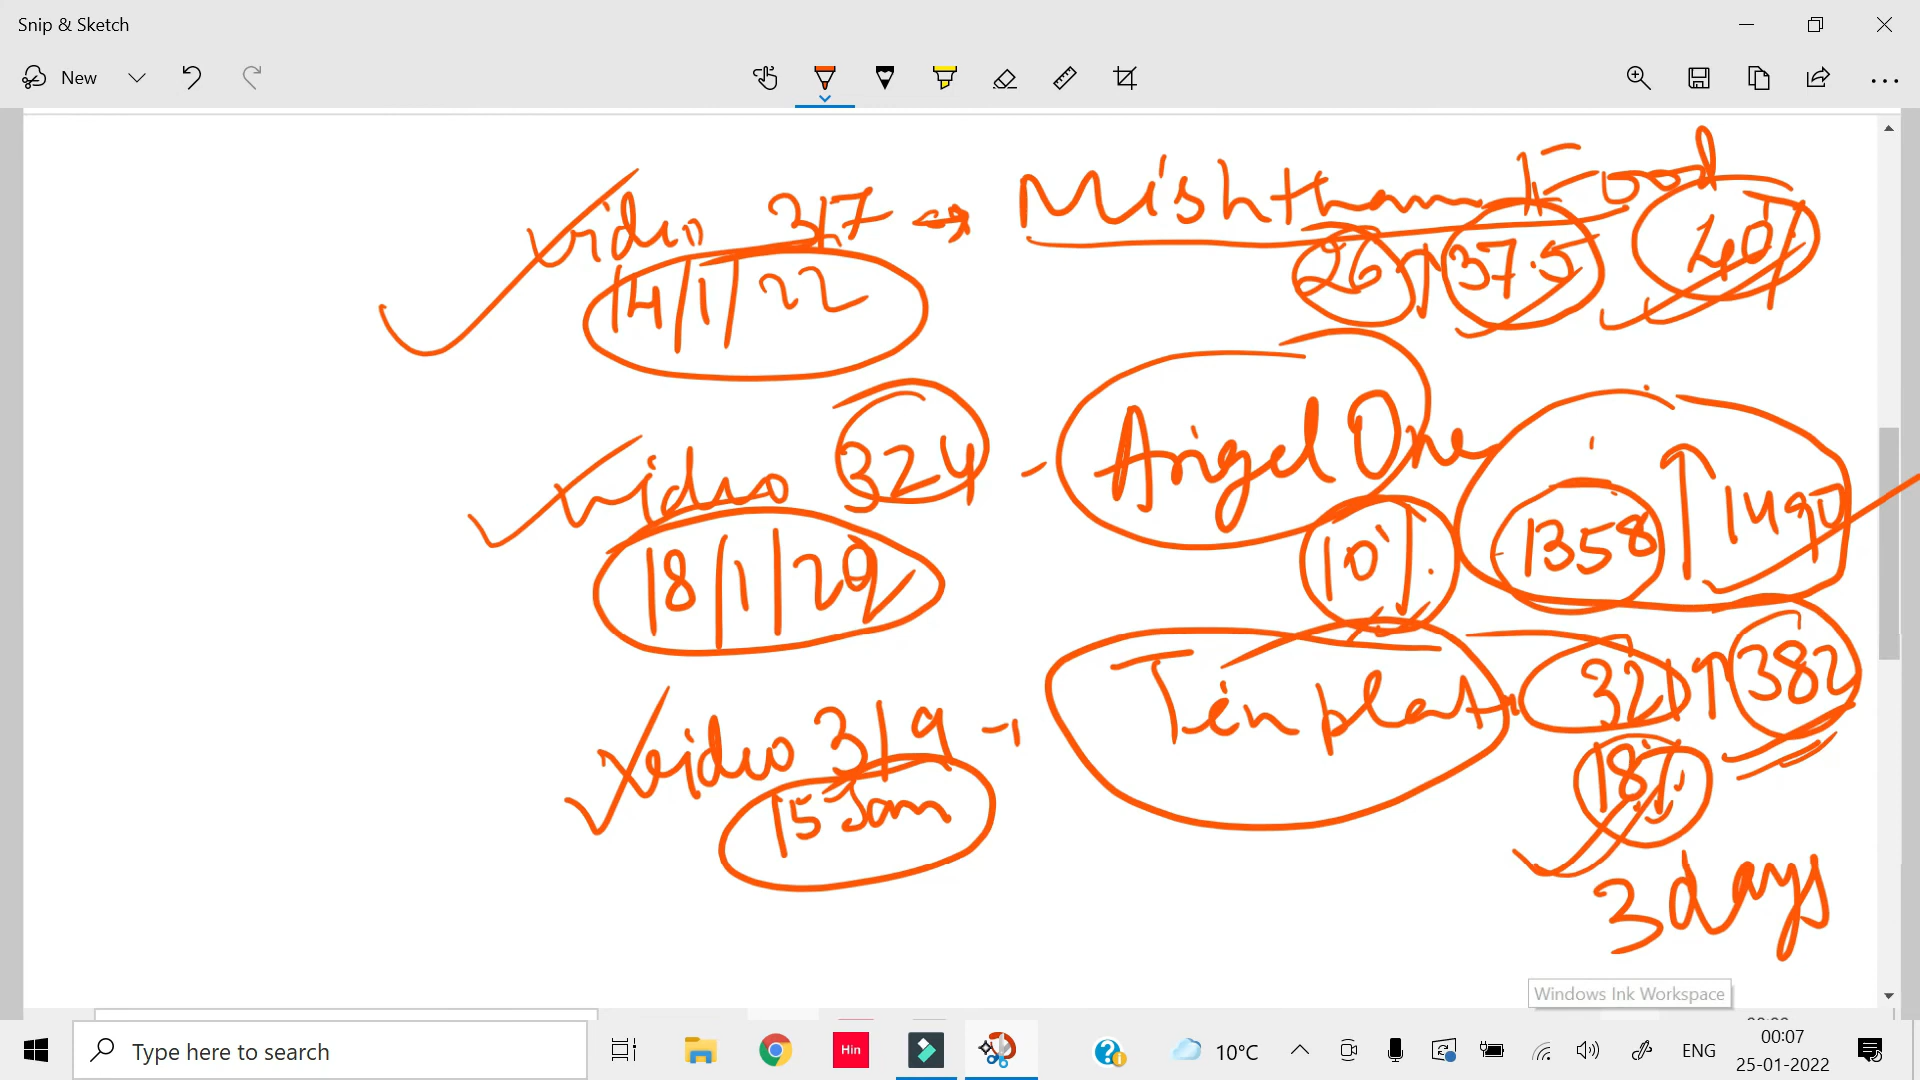 Snip & Sketch
New
Video 317 → Mishthann Food
14/1/22 26 ↑ 37.5 40%
Video 324 - Angel One
18/1/22 10% 1358 ↑ 1490
Video 319 → Tinplate 321 ↑ 382
15 Jan 18%
3 days
Windows Ink Workspace
Type here to search
Hin
10°C
ENG
00:07
25-01-2022